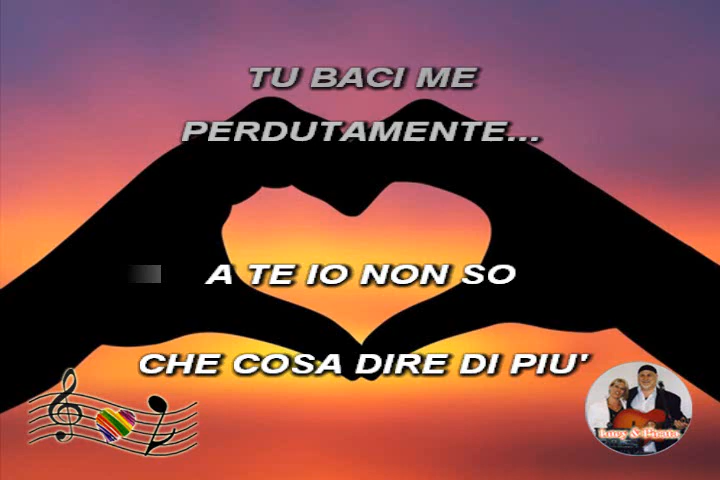 TU BACI ME
PERDUTAMENTE...
A TE IO NON SO
CHE COSA DIRE DI PIU'